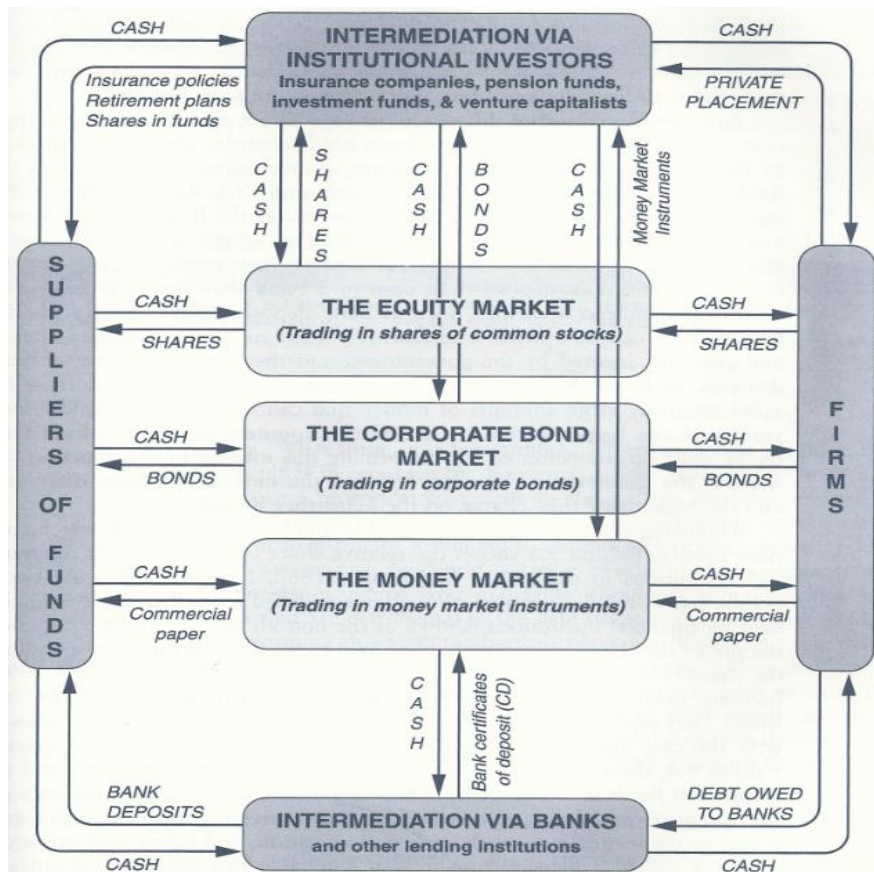 CASH
INTERMEDIATION VIA
INSTITUTIONAL INVESTORS
Insurance companies, pension funds,
investment funds, & venture capitalists
CASH
Insurance policies
Retirement plans
Shares in funds
PRIVATE
PLACEMENT
CASH
SHARES
CASH
BONDS
CASH
Money Market
Instruments
SUPPLIERS OF FUNDS
FIRMS
CASH
THE EQUITY MARKET
(Trading in shares of common stocks)
CASH
SHARES
SHARES
CASH
THE CORPORATE BOND
MARKET
(Trading in corporate bonds)
CASH
BONDS
BONDS
CASH
THE MONEY MARKET
(Trading in money market instruments)
CASH
Commercial
paper
Commercial
paper
CASH
Bank certificates
of deposit (CD)
BANK
DEPOSITS
DEBT OWED
TO BANKS
INTERMEDIATION VIA BANKS
and other lending institutions
CASH
CASH